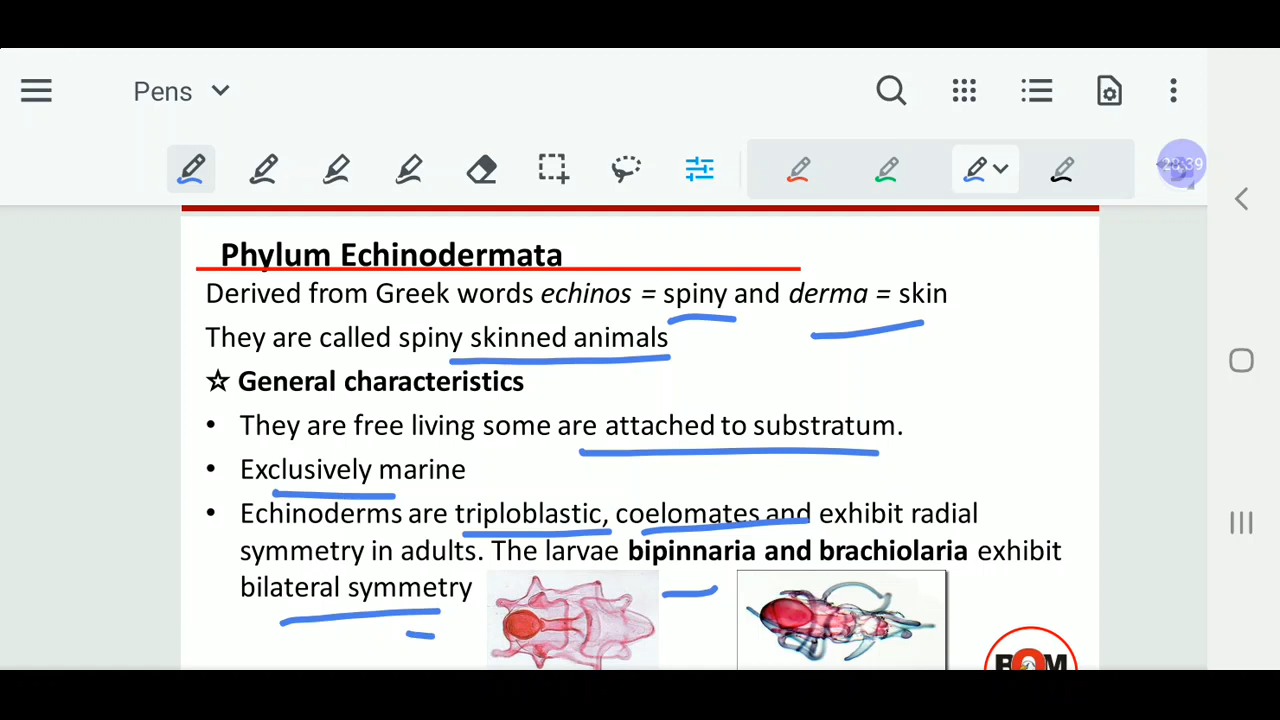 Pens
28:39
Phylum Echinodermata
Derived from Greek words echinos = spiny and derma = skin
They are called spiny skinned animals
☆ General characteristics
• They are free living some are attached to substratum.
• Exclusively marine
• Echinoderms are triploblastic, coelomates and exhibit radial
symmetry in adults. The larvae bipinnaria and brachiolaria exhibit
bilateral symmetry